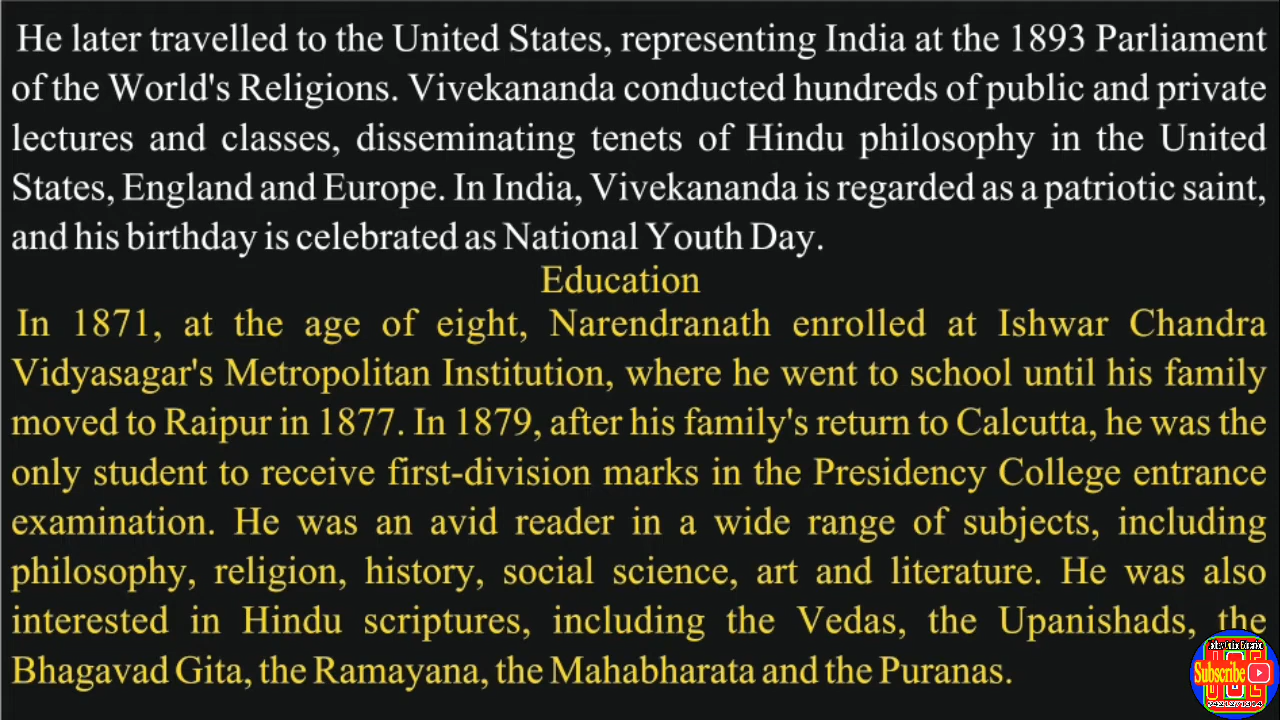 He later travelled to the United States, representing India at the 1893 Parliament
of the World's Religions. Vivekananda conducted hundreds of public and private
lectures and classes, disseminating tenets of Hindu philosophy in the United
States, England and Europe. In India, Vivekananda is regarded as a patriotic saint,
and his birthday is celebrated as National Youth Day.
Education
In 1871, at the age of eight, Narendranath enrolled at Ishwar Chandra
Vidyasagar's Metropolitan Institution, where he went to school until his family
moved to Raipur in 1877. In 1879, after his family's return to Calcutta, he was the
only student to receive first-division marks in the Presidency College entrance
examination. He was an avid reader in a wide range of subjects, including
philosophy, religion, history, social science, art and literature. He was also
interested in Hindu scriptures, including the Vedas, the Upanishads, the
Bhagavad Gita, the Ramayana, the Mahabharata and the Puranas.
Subscribe